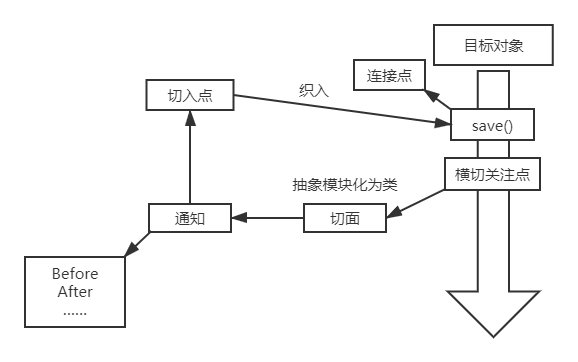 目标对象
连接点
切入点
织入
save()
横切关注点
抽象模块化为类
通知
切面
Before
After
......